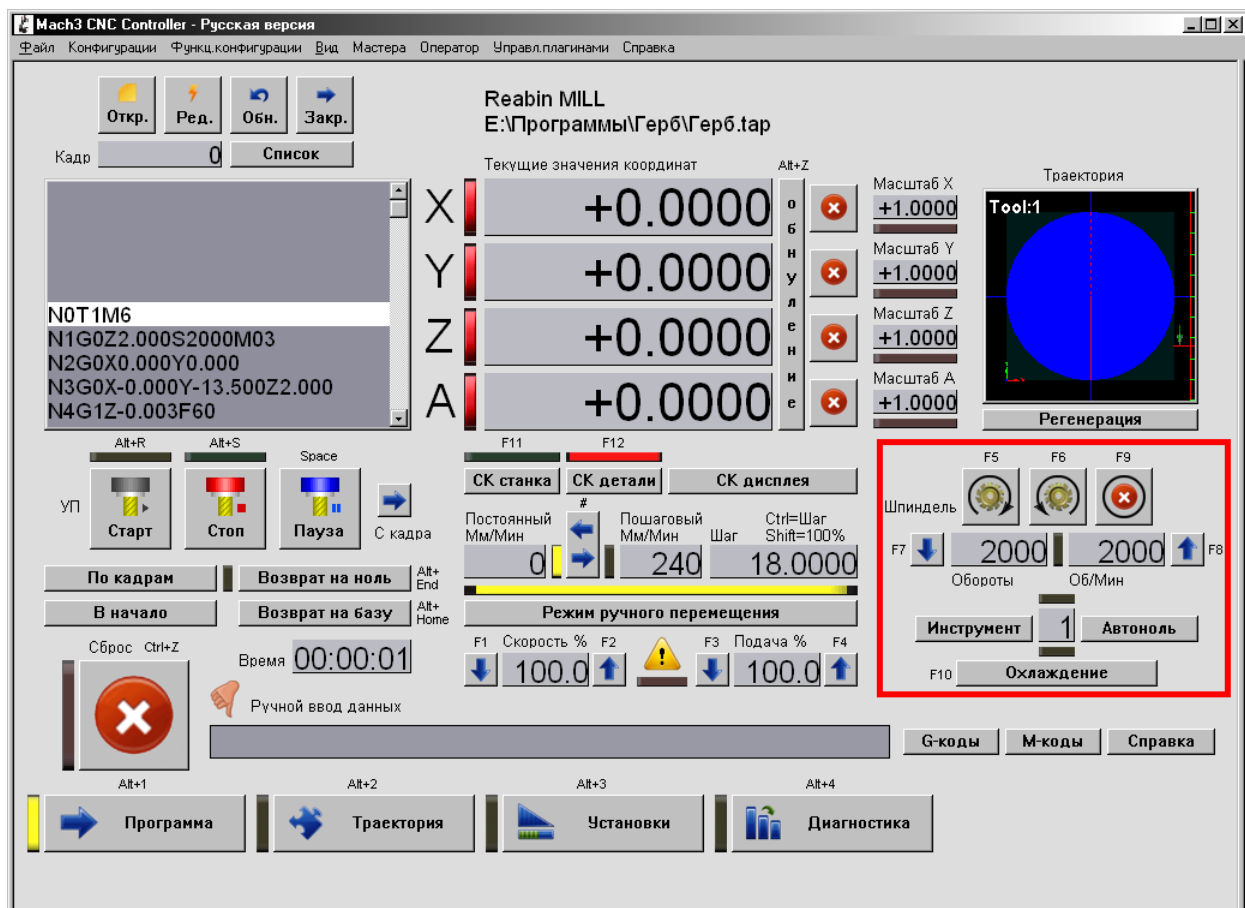 Mach3 CNC Controller - Русская версия
Файл Конфигурации Функц.конфигурации Вид Мастера Оператор Управл.плагинами Справка
Откр. Ред. Обн. Закр.
Кадр 0 Список
Reabin MILL
E:\Программы\Герб\Герб.tap
Текущие значения координат Alt+Z
X +0.0000
Y +0.0000
Z +0.0000
A +0.0000
обнуление
Масштаб X
+1.0000
Масштаб Y
+1.0000
Масштаб Z
+1.0000
Масштаб A
+1.0000
Траектория
Tool:1
Регенерация
N0T1M6
N1G0Z2.000S2000M03
N2G0X0.000Y0.000
N3G0X-0.000Y-13.500Z2.000
N4G1Z-0.003F60
Alt+R Alt+S Space
УП Старт Стоп Пауза С кадра
По кадрам Возврат на ноль Alt+ End
В начало Возврат на базу Alt+ Home
Сброс Ctrl+Z
Время 00:00:01
F11 F12
СК станка СК детали СК дисплея
#
Постоянный Мм/Мин Пошаговый Мм/Мин Шаг Ctrl=Шаг Shift=100%
0 240 18.0000
Режим ручного перемещения
F1 Скорость % F2 F3 Подача % F4
100.0 100.0
F5 F6 F9
Шпиндель
F7 2000 2000 F8
Обороты Об/Мин
Инструмент 1 Автоноль
F10 Охлаждение
Ручной ввод данных
G-коды М-коды Справка
Alt+1 Alt+2 Alt+3 Alt+4
Программа Траектория Установки Диагностика